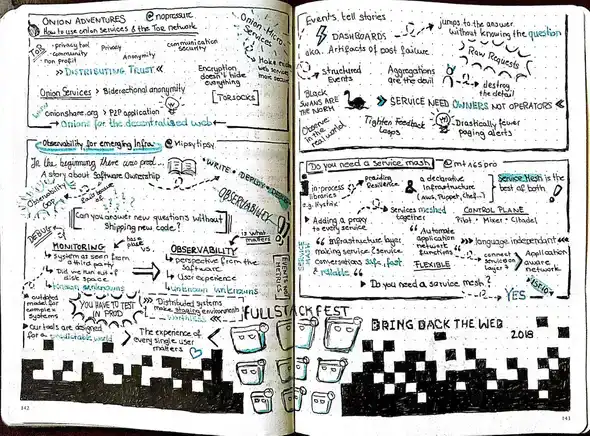 ONION ADVENTURES @nopressure
How to use onion services & the TOR network
TOR
- privacy tool
- community
- non profit
Privacy
Anonymity
communication
security
>> DISTRIBUTING TRUST <<
Encryption
doesn't hide
everything
Onion Micro-
Services
Make
web services
more secure
Onion Services > Bidirectional anonymity
TORSOCKS
onionshare.org > P2P application
Onions for the decentralised web
Observability for emerging Infra @Mipsytipsy
In the beginning there was prod...
A story about Software Ownership
WRITE · DEPLOY · DEBUG
Observability
Gap
OBSERVABILITY
DEBUG
Can you answer new questions without
Shipping new code?
is what
matters
MONITORING
vs
OBSERVABILITY
system as seen from
a third party
Did we run out of
disk space
known unknowns
perspective from the
software
User experience
unknown unknowns
outdated
model for
complex
systems
YOU HAVE TO TEST
IN PROD
Distributed systems
make staging environments
worthless
our tools are designed
for a predictable world
The experience of
every single user
matters
142
Events tell stories
DASHBOARDS
aka. Artifacts of past failure
jumps to the answer
without knowing the question
Raw Requests
structured
Events
Aggregations
are the devil
destroy
the detail
Black
SWANS ARE
THE NORM
>> SERVICE NEED OWNERS NOT OPERATORS <<
Observe
in the
real world
Tighten Feedback
Loops
Drastically fewer
paging alerts
Do you need a service mesh @mt165pro
in-process
libraries
e.g. Hystrix
providing
Resilience
a declarative
Infrastructure
(AWS, Puppet, Chef...)
Service Mesh is the
best of both
Adding a proxy
to every service
Services meshed
together
CONTROL PLANE
Pilot · Mixer · Citadel
Infrastructure layer
making service 2 service
conversations safe, fast
& reliable
Automate
application
network
functions
FLEXIBLE
>> language independent <<
connect
service on
layer 7
Application
aware network
ISTIO
Do you need a service mesh?
YES
FULLSTACKFEST
BRING BACK THE WEB
2018
143